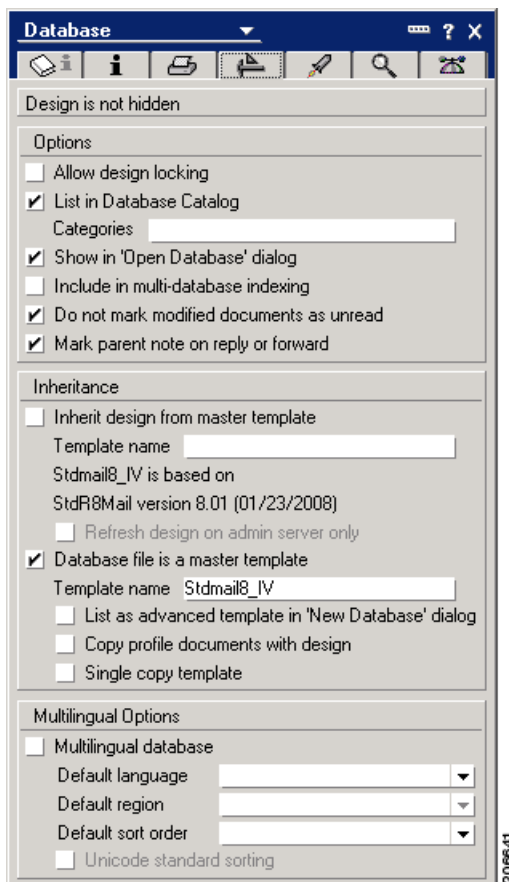 Database
? X
i i
Design is not hidden
Options
Allow design locking
List in Database Catalog
Categories
Show in 'Open Database' dialog
Include in multi-database indexing
Do not mark modified documents as unread
Mark parent note on reply or forward
Inheritance
Inherit design from master template
Template name
Stdmail8_IV is based on
StdR8Mail version 8.01 (01/23/2008)
Refresh design on admin server only
Database file is a master template
Template name Stdmail8_IV
List as advanced template in 'New Database' dialog
Copy profile documents with design
Single copy template
Multilingual Options
Multilingual database
Default language
Default region
Default sort order
Unicode standard sorting
206641